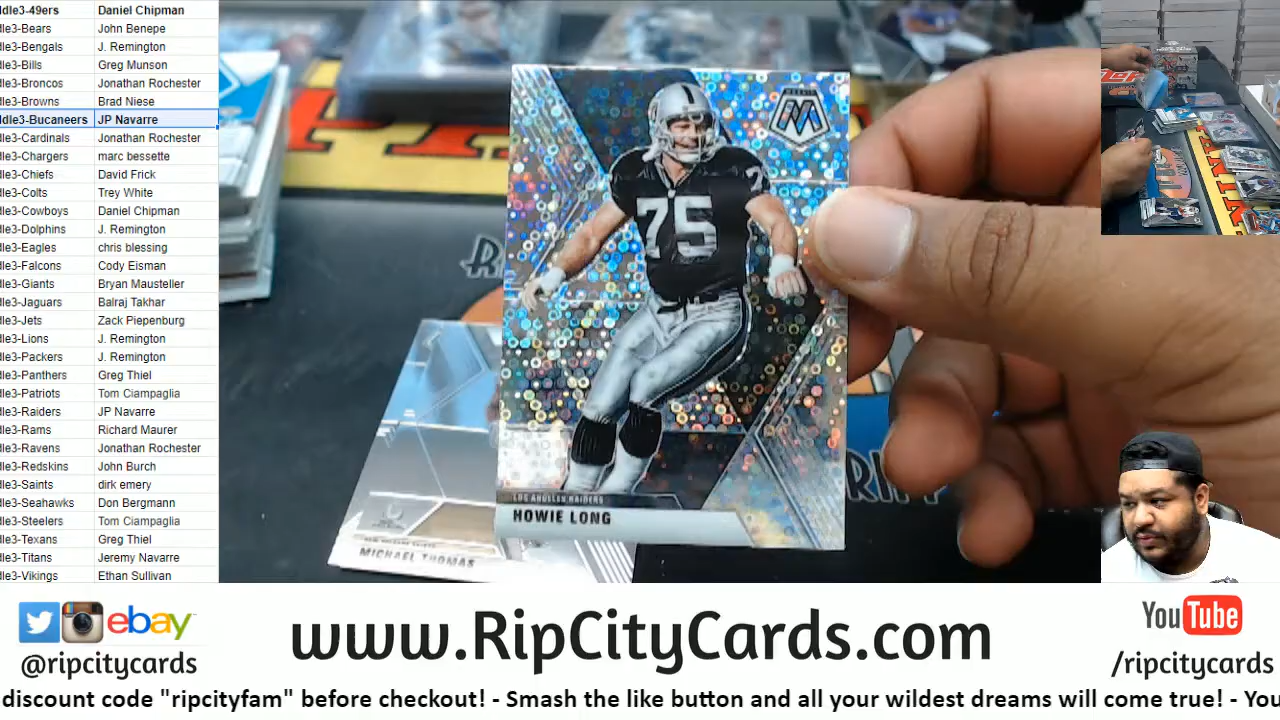 dle3-49ers Daniel Chipman
dle3-Bears John Benepe
dle3-Bengals J. Remington
dle3-Bills Greg Munson
dle3-Broncos Jonathan Rochester
dle3-Browns Brad Niese
dle3-Bucaneers JP Navarre
dle3-Cardinals Jonathan Rochester
dle3-Chargers marc bessette
dle3-Chiefs David Frick
dle3-Colts Trey White
dle3-Cowboys Daniel Chipman
dle3-Dolphins J. Remington
dle3-Eagles chris blessing
dle3-Falcons Cody Eisman
dle3-Giants Bryan Mausteller
dle3-Jaguars Balraj Takhar
dle3-Jets Zack Piepenburg
dle3-Lions J. Remington
dle3-Packers J. Remington
dle3-Panthers Greg Thiel
dle3-Patriots Tom Ciampaglia
dle3-Raiders JP Navarre
dle3-Rams Richard Maurer
dle3-Ravens Jonathan Rochester
dle3-Redskins John Burch
dle3-Saints dirk emery
dle3-Seahawks Don Bergmann
dle3-Steelers Tom Ciampaglia
dle3-Texans Greg Thiel
dle3-Titans Jeremy Navarre
dle3-Vikings Ethan Sullivan
MOSAIC
75
75
LOS ANGELES RAIDERS
HOWIE LONG
NEW ORLEANS SAINTS
MICHAEL THOMAS
ebay
@ripcitycards
www.RipCityCards.com
YouTube
/ripcitycards
discount code "ripcityfam" before checkout! - Smash the like button and all your wildest dreams will come true! - You